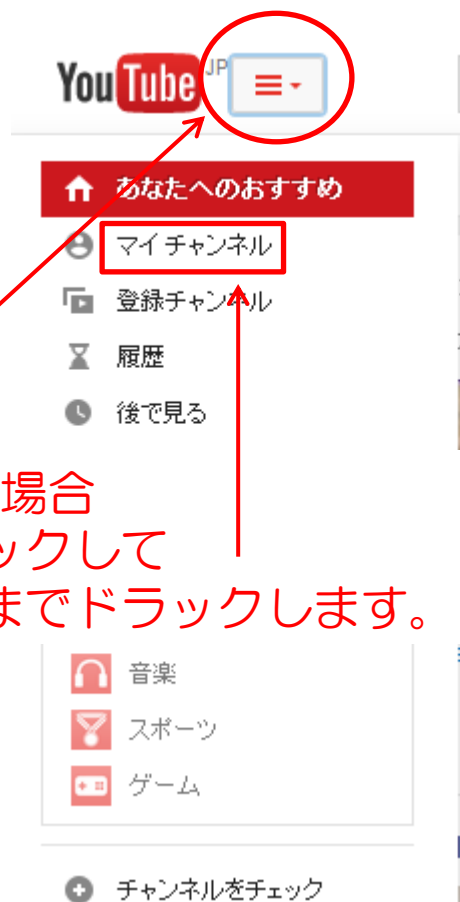 YouTube JP
あなたへのおすすめ
マイ チャンネル
登録チャンネル
履歴
後で見る
場合
ックして
までドラックします。
音楽
スポーツ
ゲーム
チャンネルをチェック